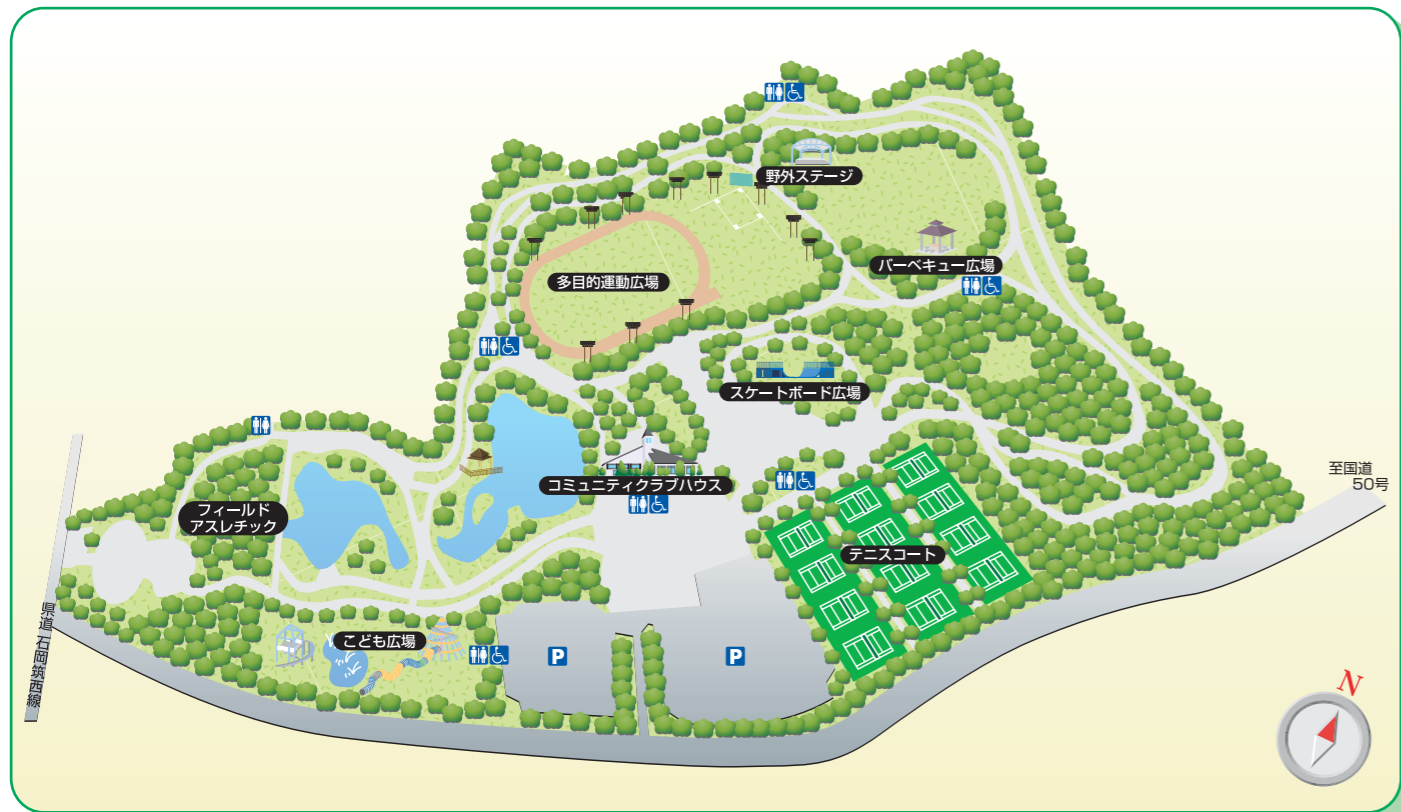 野外ステージ
バーベキュー広場
多目的運動広場
スケートボード広場
コミュニティクラブハウス
至国道
50号
フィールド
アスレチック
テニスコート
こども広場
県道 石岡筑西線
P
P
N